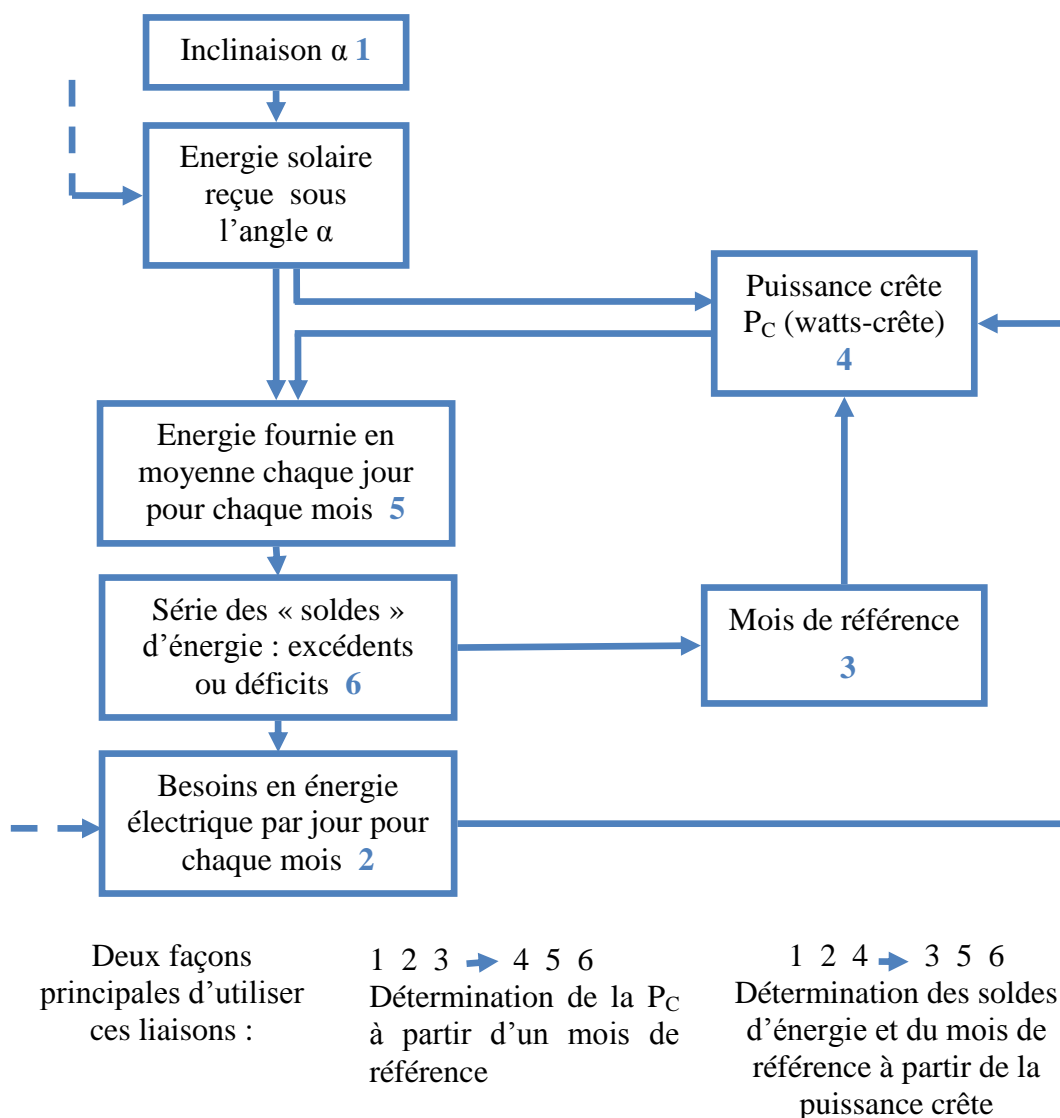 Inclinaison α 1
Energie solaire
reçue sous
l'angle α
Puissance crête
PC (watts-crête)
4
Energie fournie en
moyenne chaque jour
pour chaque mois 5
Série des « soldes »
d'énergie : excédents
ou déficits 6
Mois de référence
3
Besoins en énergie
électrique par jour pour
chaque mois 2
Deux façons
principales d'utiliser
ces liaisons :
1 2 3 → 4 5 6
Détermination de la PC
à partir d'un mois de
référence
1 2 4 → 3 5 6
Détermination des soldes
d'énergie et du mois de
référence à partir de la
puissance crête